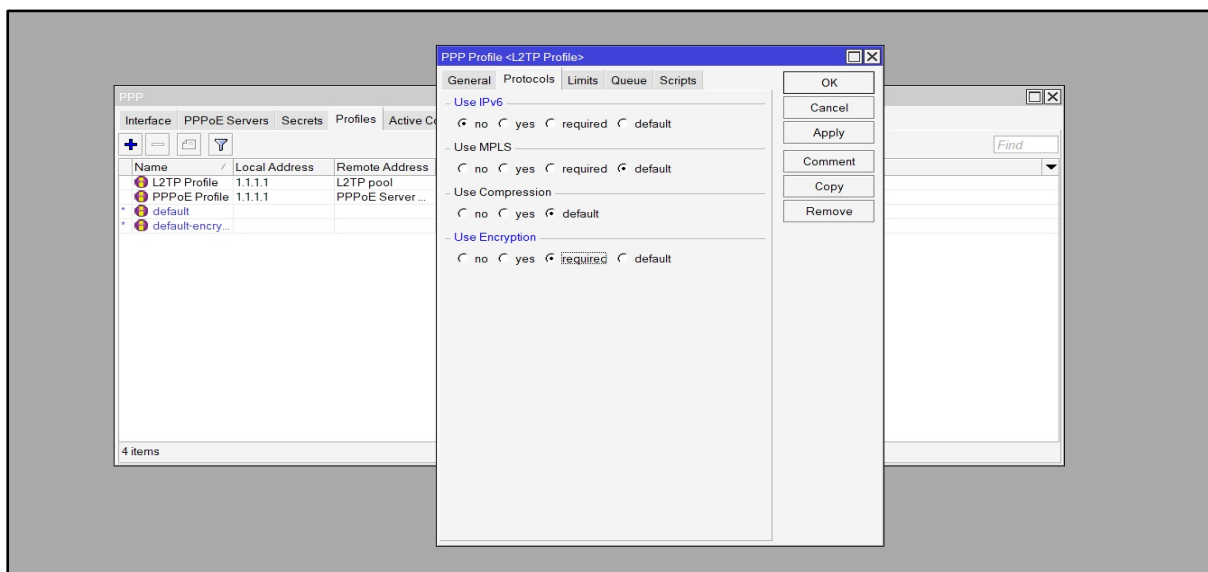 PPP Profile <L2TP Profile>
General Protocols Limits Queue Scripts
Use IPv6
no yes required default
Use MPLS
no yes required default
Use Compression
no yes default
Use Encryption
no yes required default
OK
Cancel
Apply
Comment
Copy
Remove
PPP
Interface PPPoE Servers Secrets Profiles Active
Find
Name Local Address Remote Address
L2TP Profile 1.1.1.1 L2TP pool
PPPoE Profile 1.1.1.1 PPPoE Server ...
* default
* default-encry...
4 items